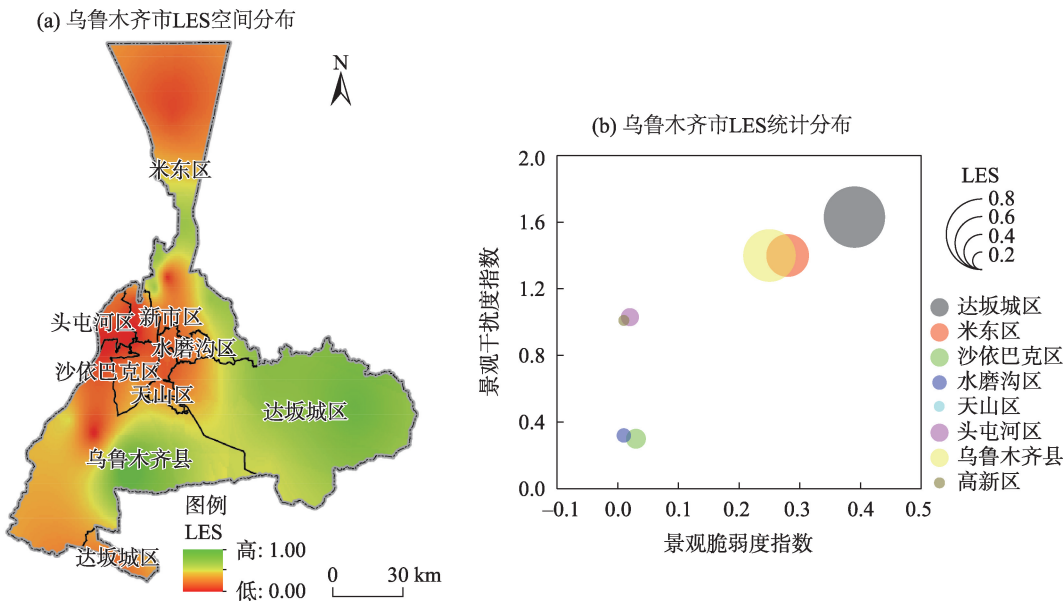 (a) 乌鲁木齐市LES空间分布
N
米东区
头屯河区
新市区
水磨沟区
沙依巴克区
天山区
达坂城区
乌鲁木齐县
达坂城区
图例
LES
高: 1.00
低: 0.00
0 30 km
(b) 乌鲁木齐市LES统计分布
景观干扰度指数
2.0
1.6
1.2
0.8
0.4
0.0
−0.1 0.0 0.1 0.2 0.3 0.4 0.5
景观脆弱度指数
LES
0.8
0.6
0.4
0.2
达坂城区
米东区
沙依巴克区
水磨沟区
天山区
头屯河区
乌鲁木齐县
高新区